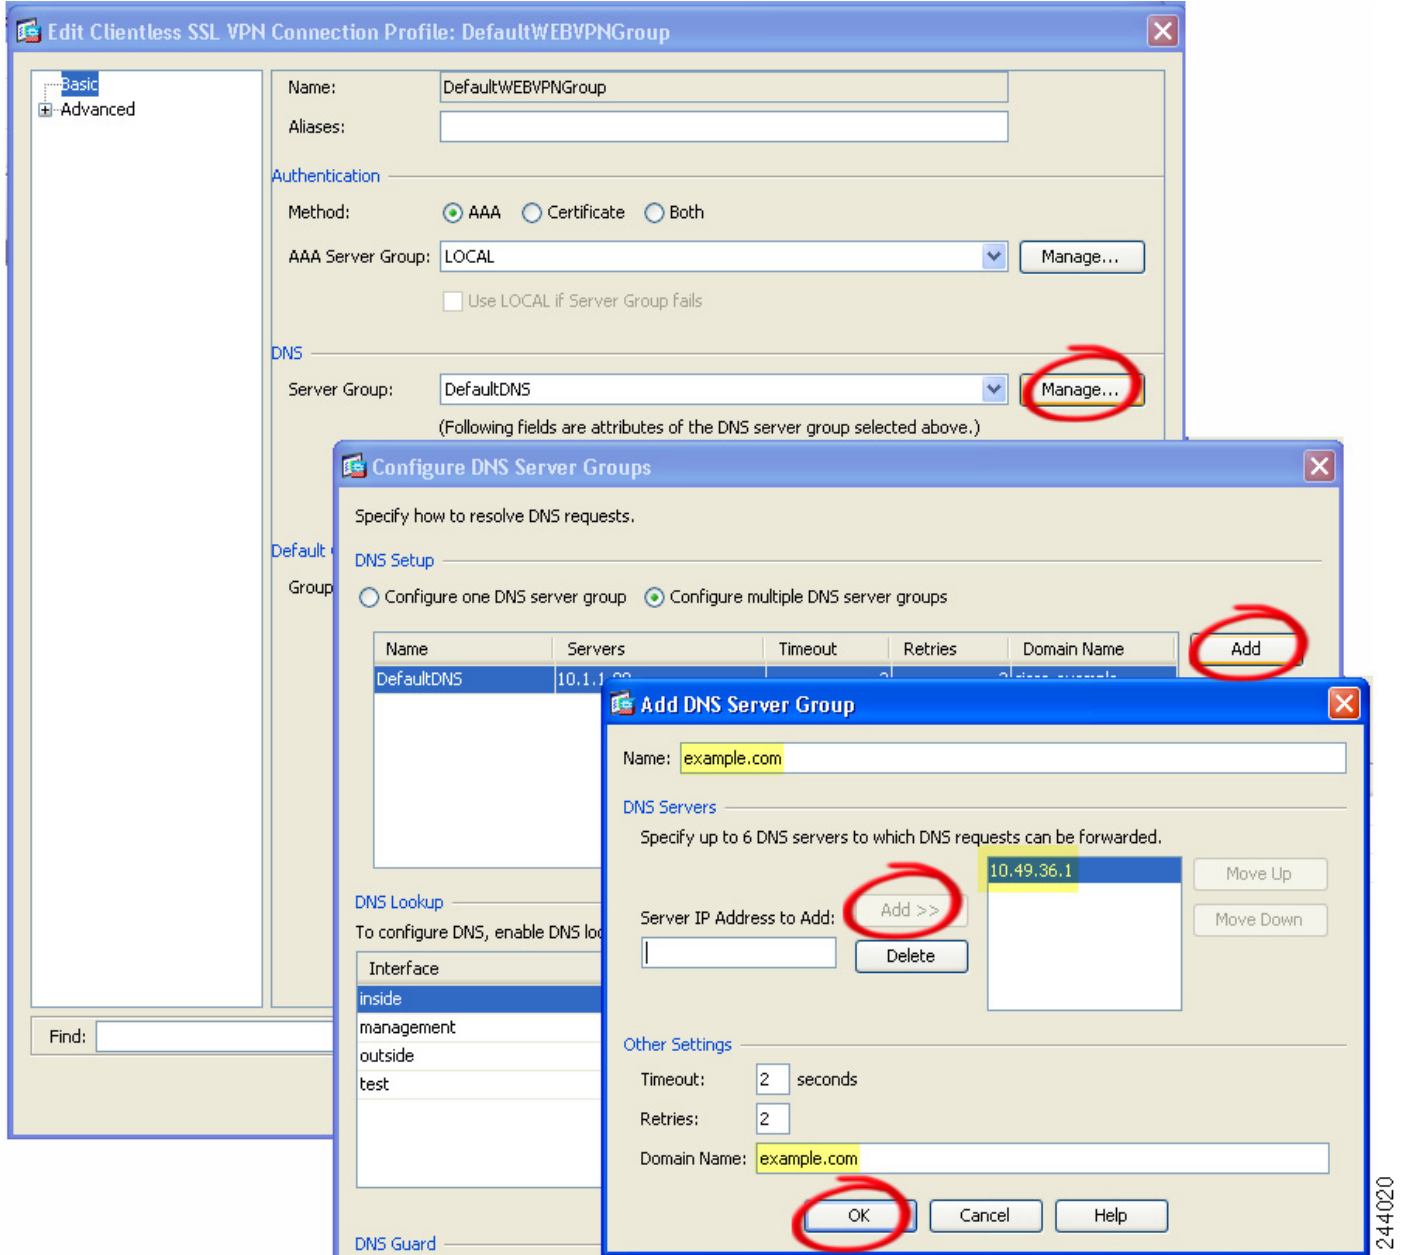 Edit Clientless SSL VPN Connection Profile: DefaultWEBVPNGroup
Basic
Advanced
Name: DefaultWEBVPNGroup
Aliases:
Authentication
Method: AAA Certificate Both
AAA Server Group: LOCAL Manage...
Use LOCAL if Server Group fails
DNS
Server Group: DefaultDNS Manage...
(Following fields are attributes of the DNS server group selected above.)
Default
Group
Find:
Configure DNS Server Groups
Specify how to resolve DNS requests.
DNS Setup
Configure one DNS server group Configure multiple DNS server groups
Name Servers Timeout Retries Domain Name Add
DefaultDNS
DNS Lookup
To configure DNS, enable DNS
Interface
inside
management
outside
test
DNS Guard
Add DNS Server Group
Name: example.com
DNS Servers
Specify up to 6 DNS servers to which DNS requests can be forwarded.
10.49.36.1 Move Up
Server IP Address to Add: Add >> Move Down
Delete
Other Settings
Timeout: 2 seconds
Retries: 2
Domain Name: example.com
OK Cancel Help
244020